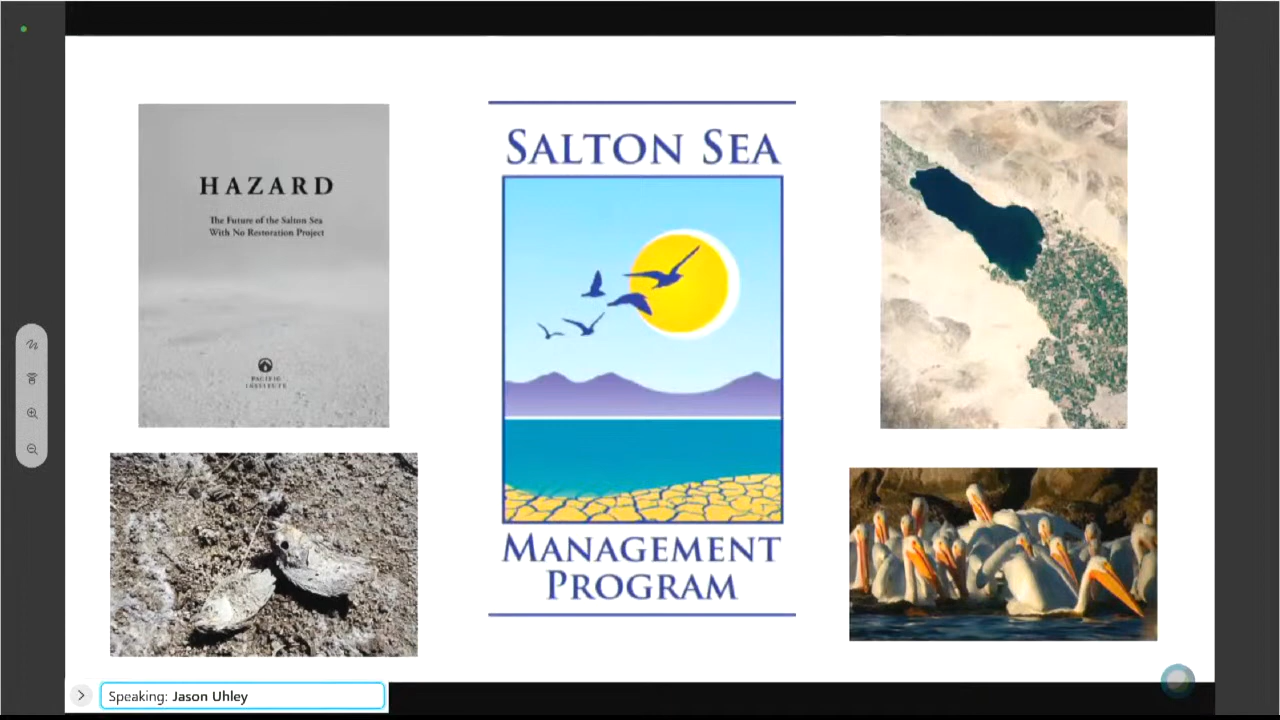 HAZARD
The Future of the Salton Sea
With No Restoration Project
PACIFIC
INSTITUTE
SALTON SEA
MANAGEMENT
PROGRAM
Speaking: Jason Uhley